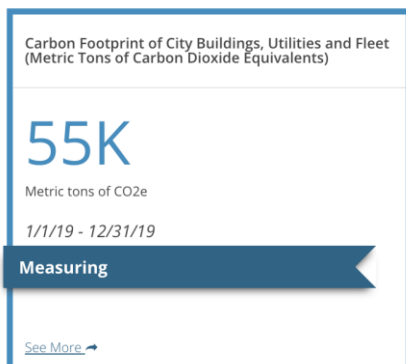 Carbon Footprint of City Buildings, Utilities and Fleet
(Metric Tons of Carbon Dioxide Equivalents)
55K
Metric tons of CO2e
1/1/19 - 12/31/19
Measuring
See More